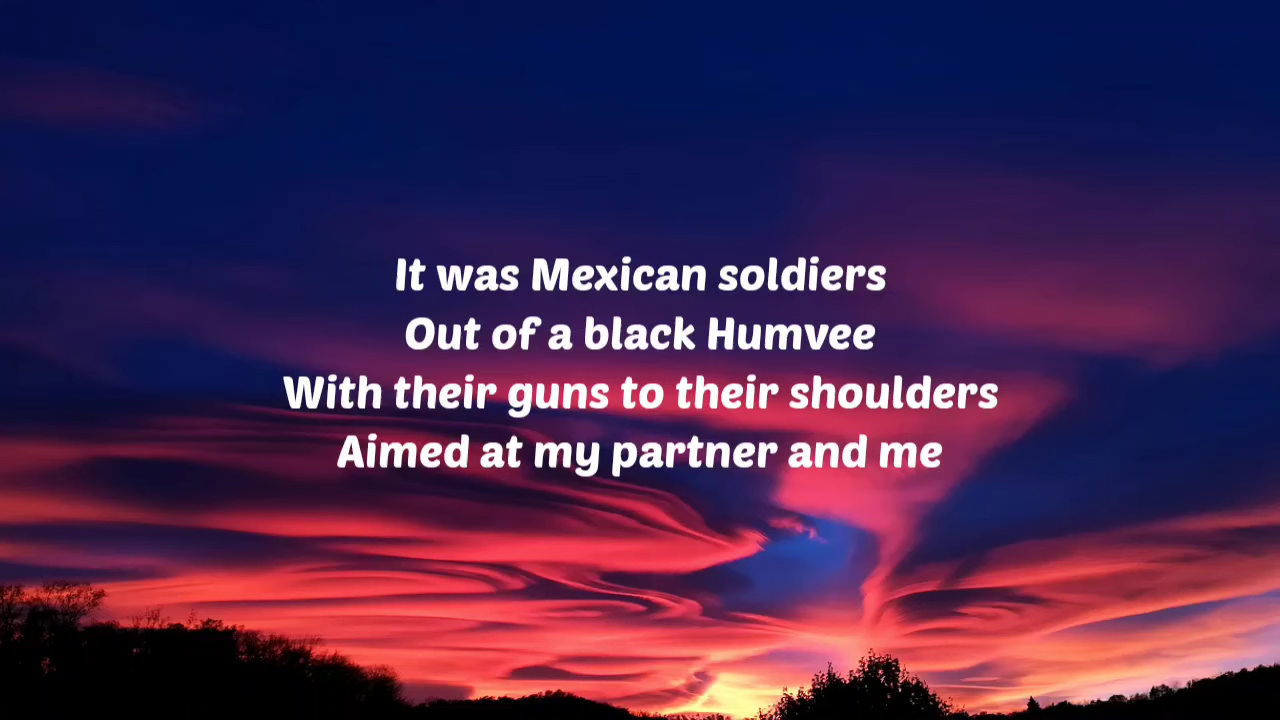 It was Mexican soldiers
Out of a black Humvee
With their guns to their shoulders
Aimed at my partner and me